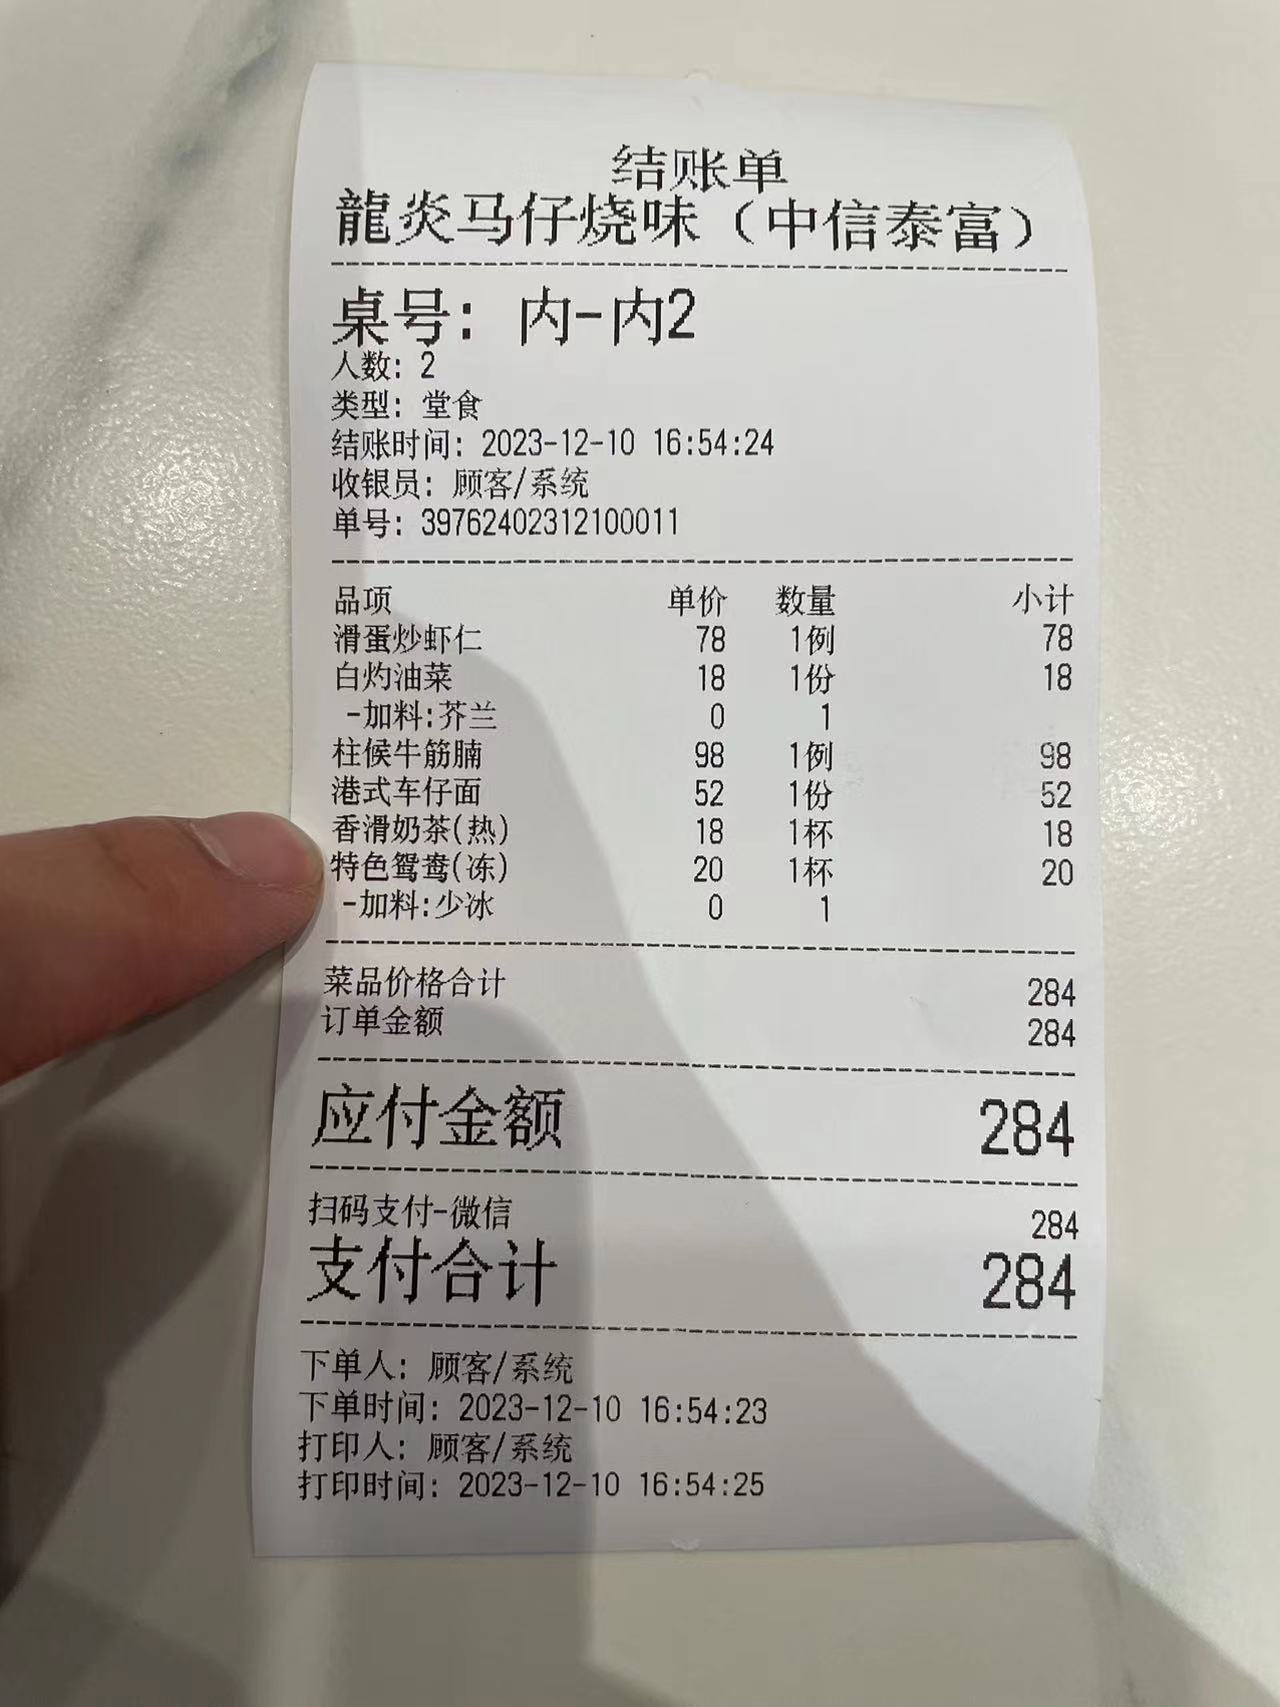 结账单
龍炎马仔烧味（中信泰富）
桌号: 内-内2
人数: 2
类型: 堂食
结账时间: 2023-12-10 16:54:24
收银员: 顾客/系统
单号: 39762402312100011
品项 单价 数量 小计
滑蛋炒虾仁 78 1例 78
白灼油菜 18 1份 18
-加料:芥兰 0 1
柱候牛筋腩 98 1例 98
港式车仔面 52 1份 52
香滑奶茶(热) 18 1杯 18
特色鸳鸯(冻) 20 1杯 20
-加料:少冰 0 1
菜品价格合计 284
订单金额 284
应付金额 284
扫码支付-微信 284
支付合计 284
下单人: 顾客/系统
下单时间: 2023-12-10 16:54:23
打印人: 顾客/系统
打印时间: 2023-12-10 16:54:25